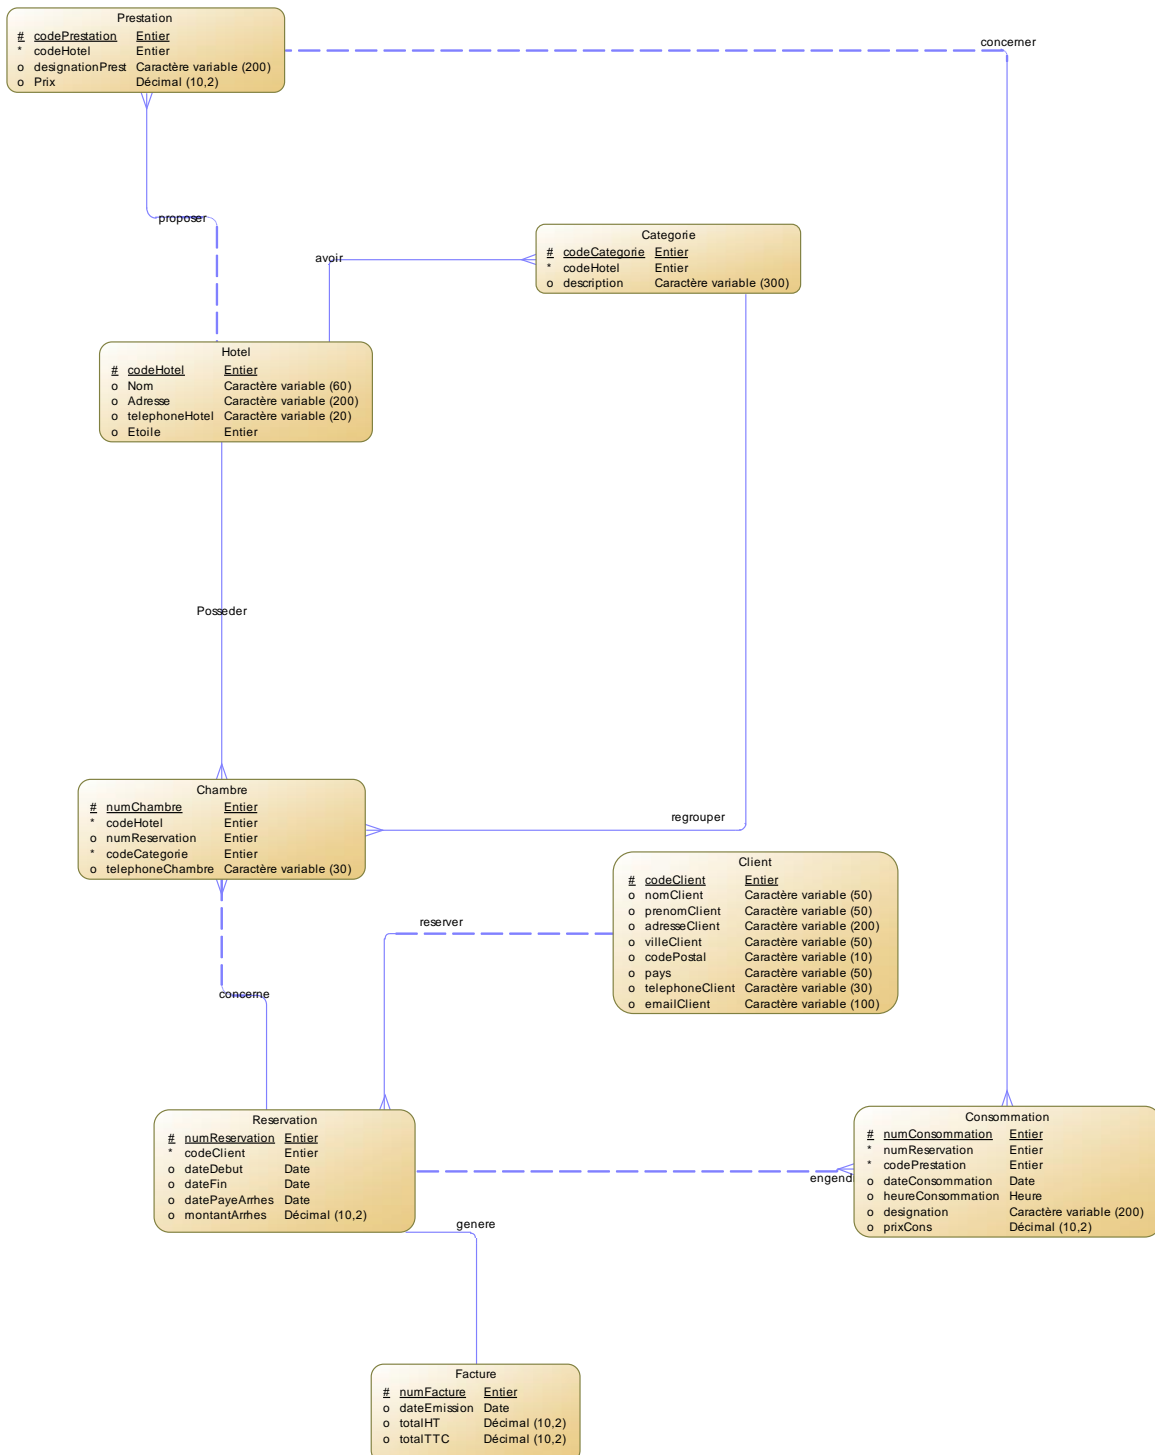 Prestation
# codePrestation Entier
* codeHotel Entier
o designationPrest Caractère variable (200)
o Prix Décimal (10,2)
concerner
proposer
avoir
Categorie
# codeCategorie Entier
* codeHotel Entier
o description Caractère variable (300)
Hotel
# codeHotel Entier
o Nom Caractère variable (60)
o Adresse Caractère variable (200)
o telephoneHotel Caractère variable (20)
o Etoile Entier
Posseder
Chambre
# numChambre Entier
* codeHotel Entier
o numReservation Entier
* codeCategorie Entier
o telephoneChambre Caractère variable (30)
regrouper
Client
# codeClient Entier
o nomClient Caractère variable (50)
o prenomClient Caractère variable (50)
o adresseClient Caractère variable (200)
o villeClient Caractère variable (50)
o codePostal Caractère variable (10)
o pays Caractère variable (50)
o telephoneClient Caractère variable (30)
o emailClient Caractère variable (100)
reserver
concerne
Reservation
# numReservation Entier
* codeClient Entier
o dateDebut Date
o dateFin Date
o datePayeArrhes Date
o montantArrhes Décimal (10,2)
engend
Consommation
# numConsommation Entier
* numReservation Entier
* codePrestation Entier
o dateConsommation Date
o heureConsommation Heure
o designation Caractère variable (200)
o prixCons Décimal (10,2)
genere
Facture
# numFacture Entier
o dateEmission Date
o totalHT Décimal (10,2)
o totalTTC Décimal (10,2)